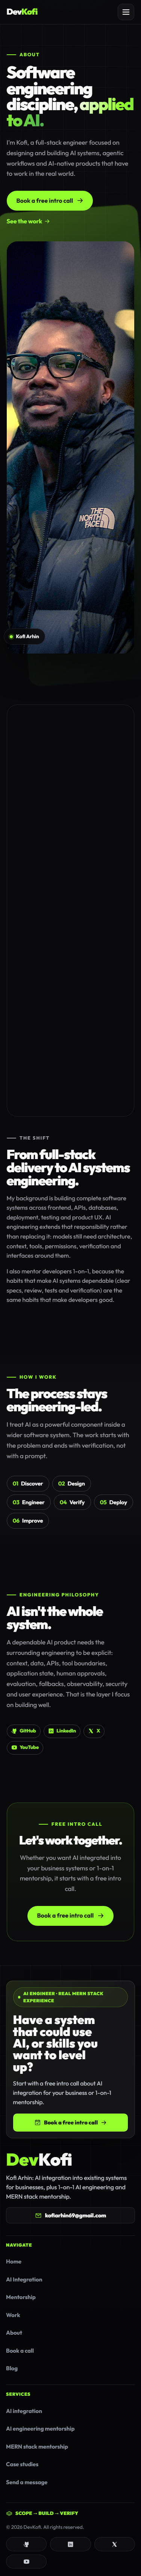 DevKofi
ABOUT
Software
engineering
discipline, applied
to AI.
I'm Kofi, a full-stack engineer focused on
designing and building AI systems, agentic
software workflows and AI-native products that
have to work in the real world.
Book a free intro call →
See the work →
THE
NORTH
FACE
Kofi Arhin
THE SHIFT
From full-stack
delivery to AI systems
engineering.
My background is building complete software
systems across frontend, APIs, databases,
deployment, testing and product UX. AI
engineering extends that responsibility rather
than replacing it: models still need architecture,
context, tools, permissions, verification and
interfaces around them.
I also mentor developers 1-on-1, because the
habits that make AI systems dependable (clear
specs, review, tests and verification) are the
same habits that make developers good.
HOW I WORK
The process stays
engineering-led.
I treat AI as a powerful component inside a
software system, not magic. The work starts with
the problem and ends with verification, not
with a prompt.
01 Discover
02 Design
03 Engineer
04 Verify
05 Deploy
06 Improve
ENGINEERING PHILOSOPHY
AI isn't the whole
system.
A dependable AI product needs the
surrounding engineering to be explicit:
context, data, APIs, tool boundaries,
application state, human approvals,
evaluation, fallbacks, observability, security
and user experience. That is the layer I focus
on building well.
GitHub
LinkedIn
X
YouTube
FREE INTRO CALL
Let's work together.
Whether you want AI integrated into
your business systems or 1-on-1
mentorship, it starts with a free intro
call.
Book a free intro call →
AI ENGINEER · REAL MERN STACK
EXPERIENCE
Have a system
that could use
AI, or skills you
want to level
up?
Start with a free intro call about AI
integration for your business or 1-on-1
mentorship.
Book a free intro call →
DevKofi
Kofi Arhin: AI integration into existing systems
for businesses, plus 1-on-1 AI engineering and
MERN stack mentorship.
kofiarhin69@gmail.com
NAVIGATE
Home
AI Integration
Mentorship
Work
About
Book a call
Blog
SERVICES
AI integration
AI engineering mentorship
MERN stack mentorship
Case studies
Send a message
SCOPE → BUILD → VERIFY
© 2026 DevKofi. All rights reserved.